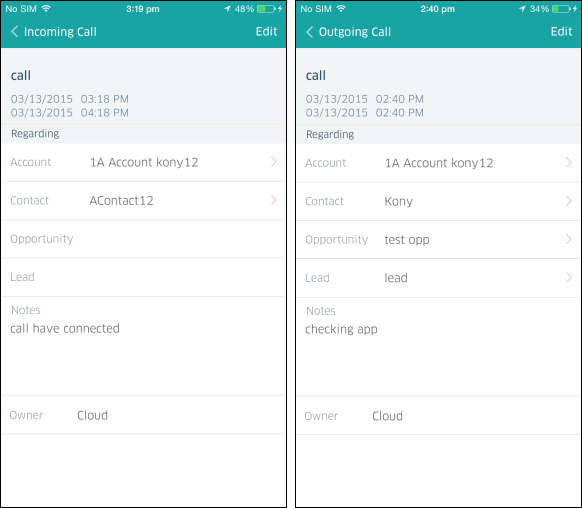 No SIM 3:19 pm 48%
Incoming Call Edit
call
03/13/2015 03:18 PM
03/13/2015 04:18 PM
Regarding
Account 1A Account kony12
Contact AContact12
Opportunity
Lead
Notes
call have connected
Owner Cloud
No SIM 2:40 pm 34%
Outgoing Call Edit
call
03/13/2015 02:40 PM
03/13/2015 02:40 PM
Regarding
Account 1A Account kony12
Contact Kony
Opportunity test opp
Lead lead
Notes
checking app
Owner Cloud